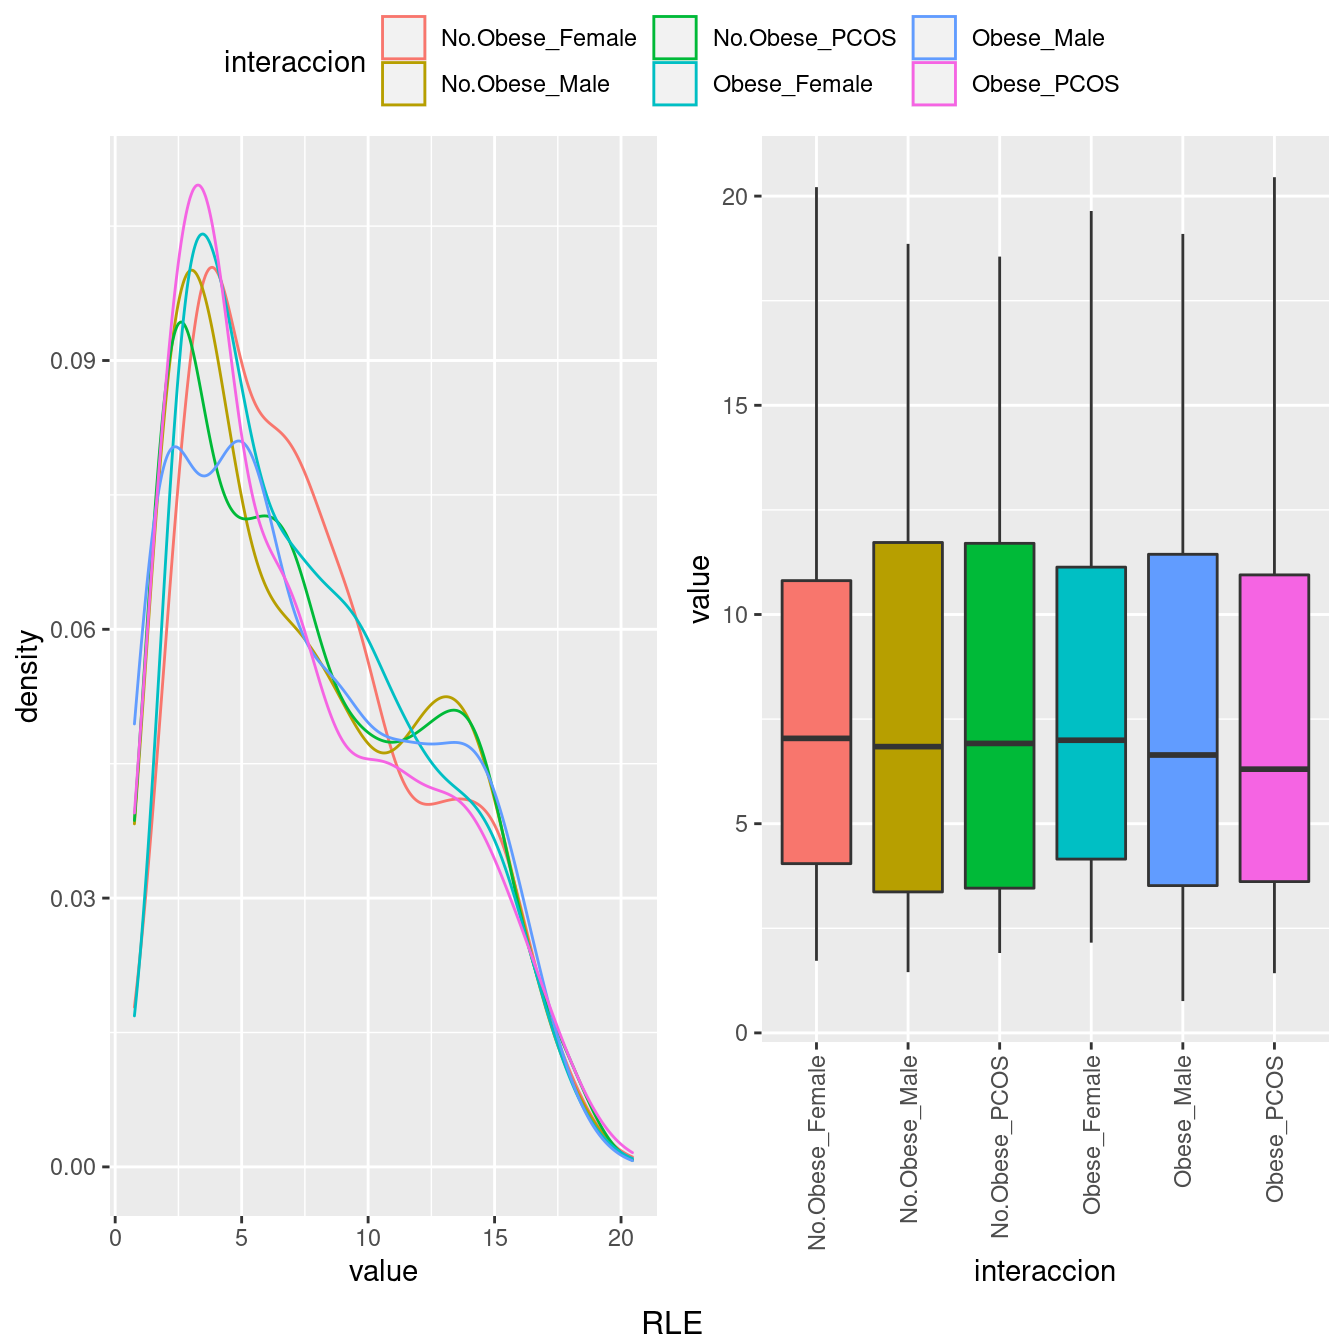 interaccion
No.Obese_Female
No.Obese_PCOS
Obese_Male
No.Obese_Male
Obese_Female
Obese_PCOS
density
0.09
0.06
0.03
0.00
0 5 10 15 20
value
value
20
15
10
5
0
No.Obese_Female
No.Obese_Male
No.Obese_PCOS
Obese_Female
Obese_Male
Obese_PCOS
interaccion
RLE